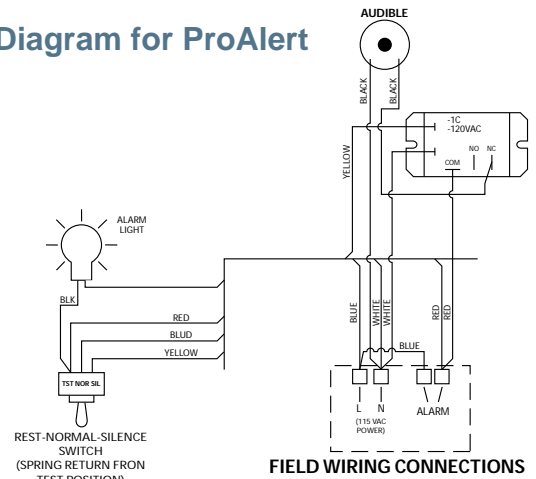 Diagram for ProAlert
AUDIBLE
BLACK
BLACK
-1C
-120VAC
NO
NC
COM
YELLOW
ALARM
LIGHT
BLK
RED
BLUD
YELLOW
TST NOR SIL
REST-NORMAL-SILENCE
SWITCH
(SPRING RETURN FRON
TEST POSITION)
BLUE
WHITE
WHITE
RED
RED
BLUE
L
N
ALARM
(115 VAC
POWER)
FIELD WIRING CONNECTIONS